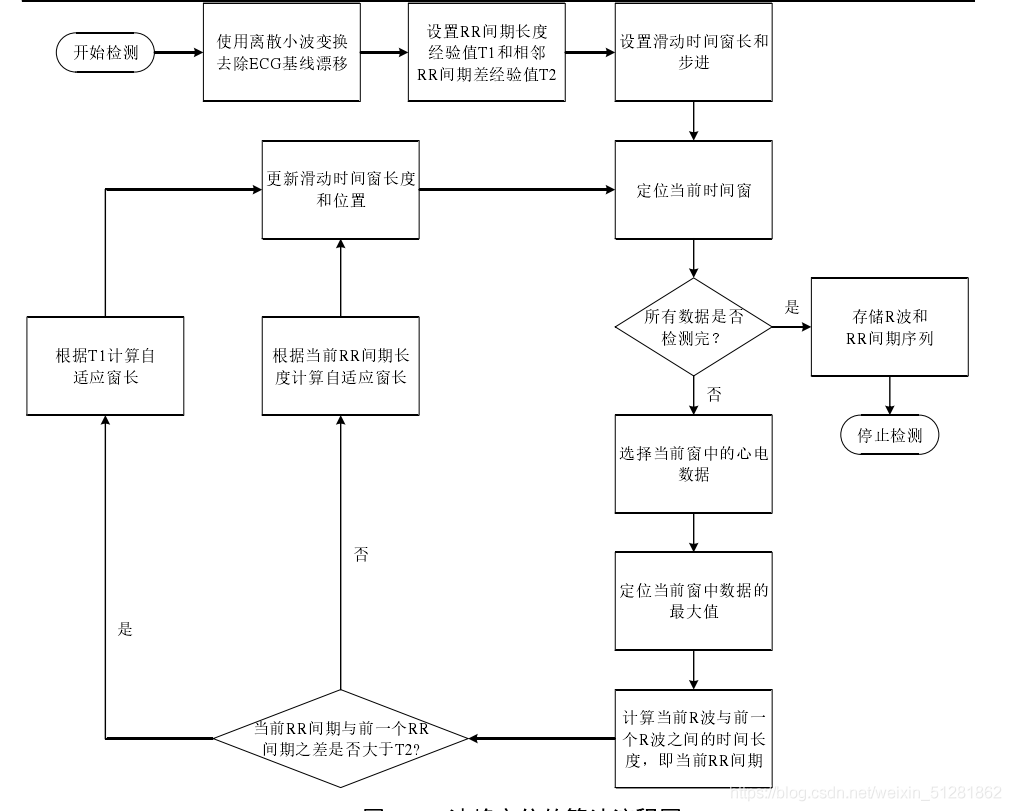 开始检测
使用离散小波变换
去除ECG基线漂移
设置RR间期长度
经验值T1和相邻
RR间期差经验值T2
设置滑动时间窗长和
步进
更新滑动时间窗长度
和位置
定位当前时间窗
所有数据是否
检测完?
是
存储R波和
RR间期序列
根据T1计算自
适应窗长
根据当前RR间期长
度计算自适应窗长
否
停止检测
选择当前窗中的心电
数据
否
定位当前窗中数据的
最大值
是
当前RR间期与前一个RR
间期之差是否大于T2?
计算当前R波与前一
个R波之间的时间长
度，即当前RR间期
https://blog.csdn.net/weixin_51281862